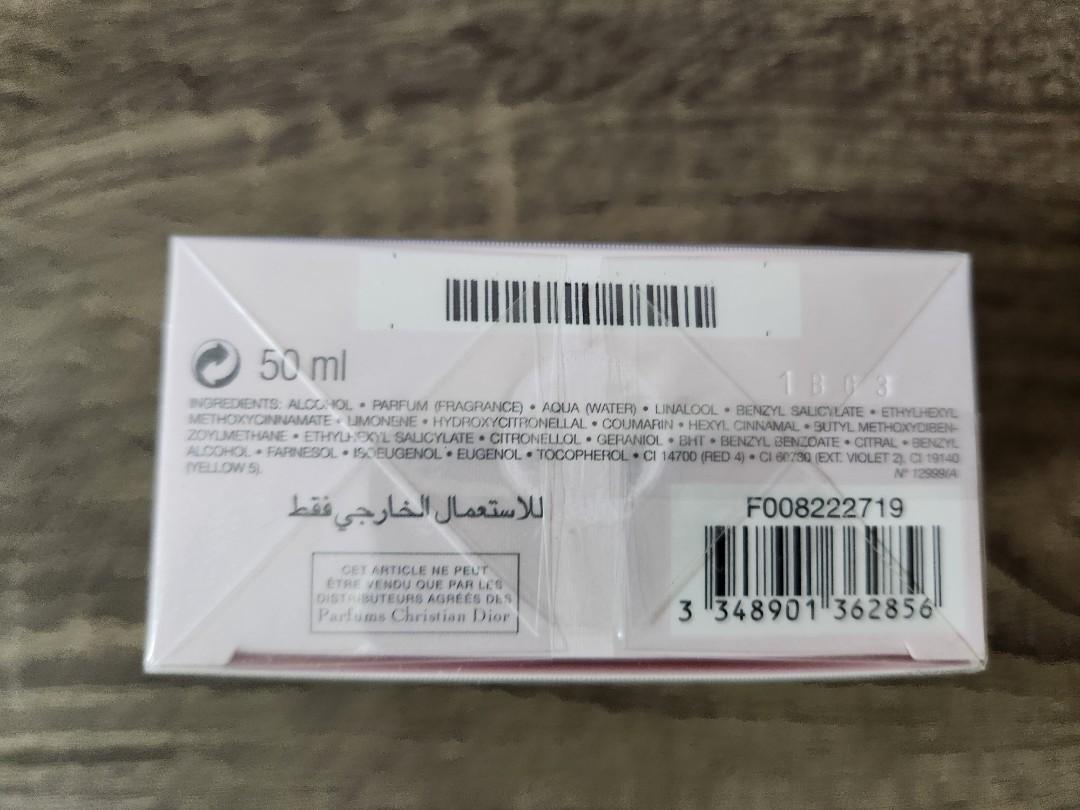 50 ml
INGREDIENTS: ALCOHOL • PARFUM (FRAGRANCE) • AQUA (WATER) • LINALOOL • BENZYL SALICYLATE • ETHYLHEXYL
METHOXYCINNAMATE • LIMONENE • HYDROXYCITRONELLAL • COUMARIN • HEXYL CINNAMAL • BUTYL METHOXYDIBEN-
ZOYLMETHANE • ETHYLHEXYL SALICYLATE • CITRONELLOL • GERANIOL • BHT • BENZYL BENZOATE • CITRAL • BENZYL
ALCOHOL • FARNESOL • ISOEUGENOL • EUGENOL • TOCOPHEROL • CI 14700 (RED 4) • CI 60730 (EXT. VIOLET 2), CI 19140
(YELLOW 5).
N° 12999/A
للاستعمال الخارجي فقط
CET ARTICLE NE PEUT
ÊTRE VENDU QUE PAR LES
DISTRIBUTEURS AGRÉÉS DES
Parfums Christian Dior
F008222719
3 348901 362856